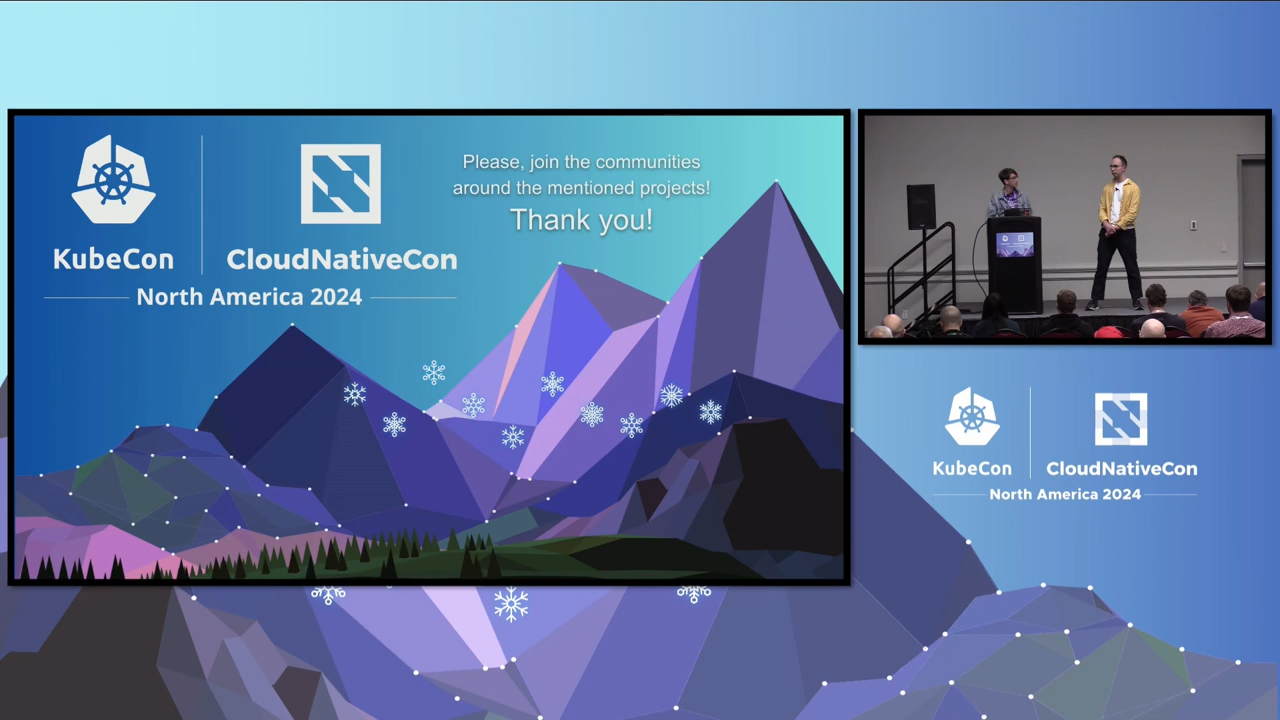 KubeCon
CloudNativeCon
North America 2024
Please, join the communities
around the mentioned projects!
Thank you!
KubeCon
CloudNativeCon
North America 2024